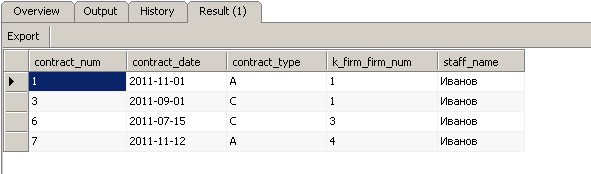 Overview Output History Result (1)
Export
contract_num contract_date contract_type k_firm_firm_num staff_name
1 2011-11-01 A 1 Иванов
3 2011-09-01 C 1 Иванов
6 2011-07-15 C 3 Иванов
7 2011-11-12 A 4 Иванов